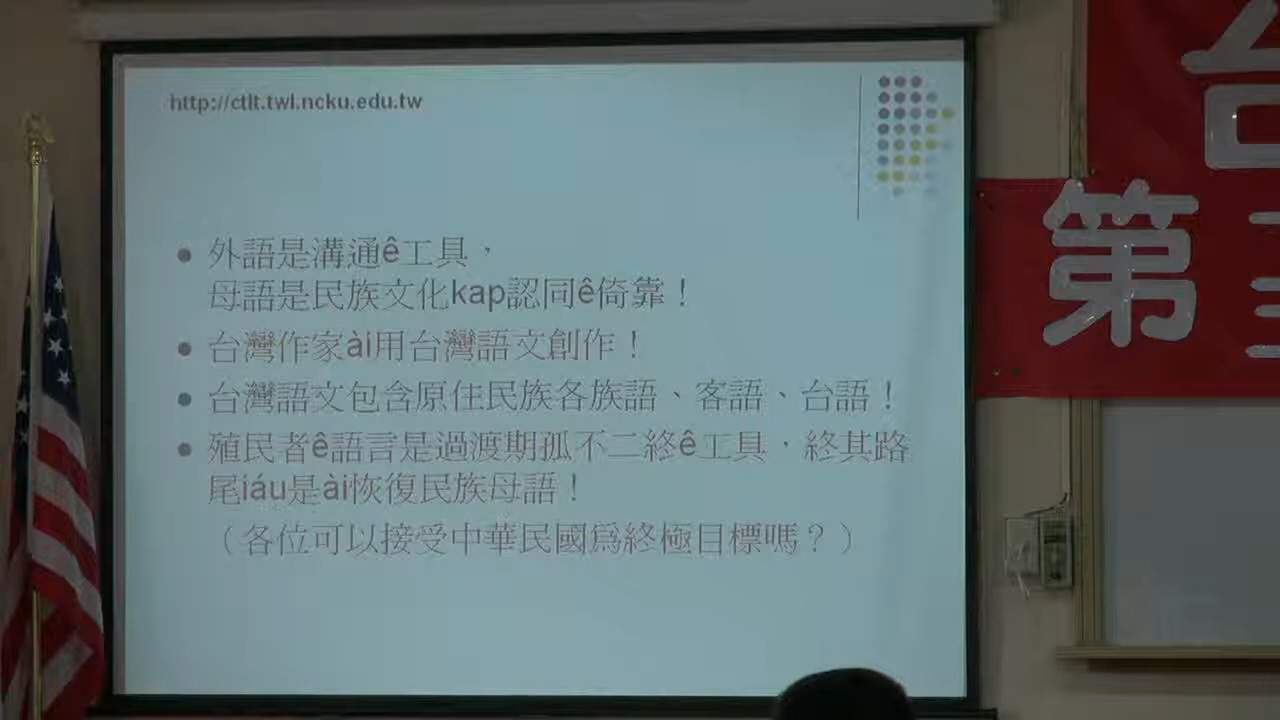 http://ctlt.twl.ncku.edu.tw
外語是溝通ê工具，
母語是民族文化kap認同ê倚靠！
台灣作家ài用台灣語文創作！
台灣語文包含原住民族各族語、客語、台語！
殖民者ê語言是過渡期孤不二終ê工具，終其路
尾iáu是ài恢復民族母語！
（各位可以接受中華民國為終極目標嗎？）
台
第